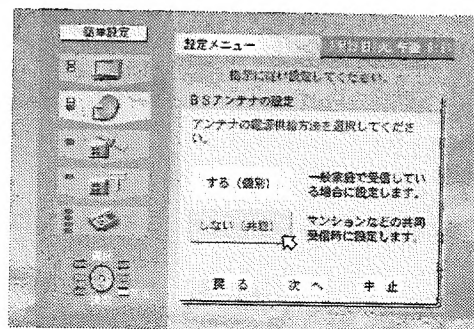 簡単設定
設定メニュー
BSアンテナの設定
アンテナの電源供給方法を選択してくださ
い。
する（個別）
一般家庭で受信してい
る場合に設定します。
しない（共聴）
マンションなどの共同
受信時に設定します。
戻る 次へ 中止